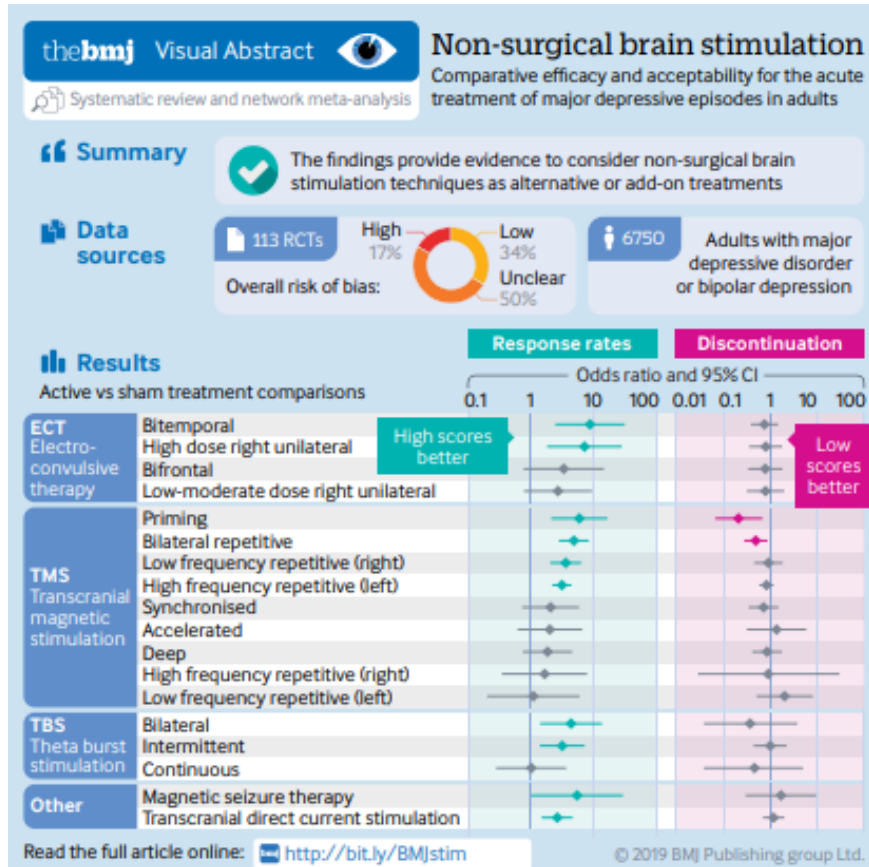 thebmj Visual Abstract
Systematic review and network meta-analysis
Non-surgical brain stimulation
Comparative efficacy and acceptability for the acute
treatment of major depressive episodes in adults
Summary
The findings provide evidence to consider non-surgical brain
stimulation techniques as alternative or add-on treatments
Data
sources
113 RCTs
Overall risk of bias:
High
17%
Low
34%
Unclear
50%
6750
Adults with major
depressive disorder
or bipolar depression
Results
Active vs sham treatment comparisons
Response rates
Discontinuation
Odds ratio and 95% CI
0.1 1 10 100 0.01 0.1 1 10 100
High scores
better
Low
scores
better
ECT
Electro-
convulsive
therapy
Bitemporal
High dose right unilateral
Bifrontal
Low-moderate dose right unilateral
TMS
Transcranial
magnetic
stimulation
Priming
Bilateral repetitive
Low frequency repetitive (right)
High frequency repetitive (left)
Synchronised
Accelerated
Deep
High frequency repetitive (right)
Low frequency repetitive (left)
TBS
Theta burst
stimulation
Bilateral
Intermittent
Continuous
Other
Magnetic seizure therapy
Transcranial direct current stimulation
Read the full article online:
http://bit.ly/BMJstim
© 2019 BMJ Publishing group Ltd.